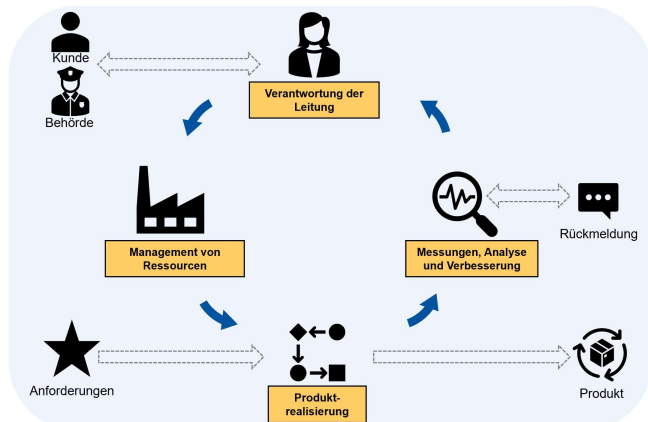 Kunde
Behörde
Verantwortung der
Leitung
Management von
Ressourcen
Messungen, Analyse
und Verbesserung
Rückmeldung
Anforderungen
Produkt-
realisierung
Produkt